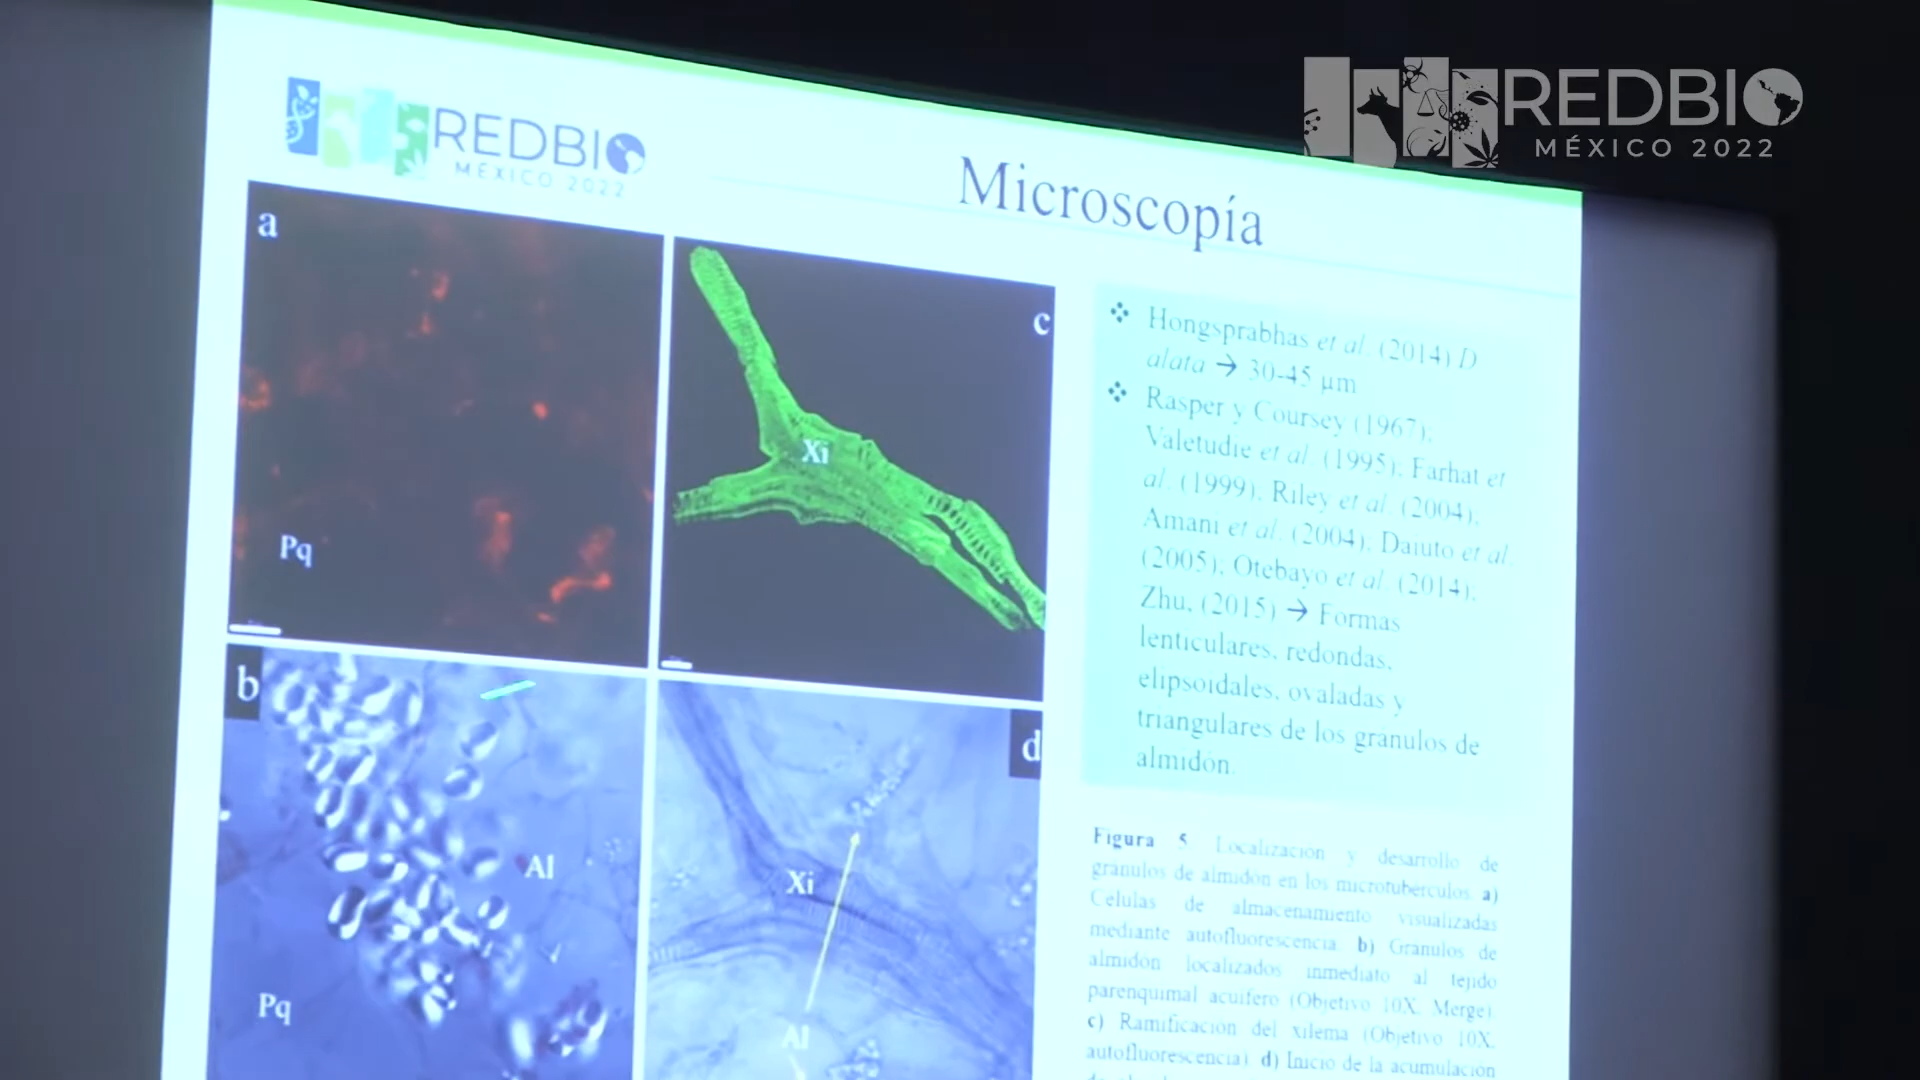 REDBIO
MÉXICO 2022
REDBIO
MÉXICO 2022
Microscopía
a
c
Xi
Pq
b
Al
Pq
d
Xi
Al
Hongsprabhas et al. (2014) D
alata → 30-45 µm
Rasper y Coursey (1967);
Valetudie et al. (1995); Farhat et
al. (1999); Riley et al. (2004);
Amani et al. (2004); Daiuto et al.
(2005); Otebayo et al. (2014);
Zhu, (2015) → Formas
lenticulares, redondas,
elipsoidales, ovaladas y
triangulares de los gránulos de
almidón.
Figura 5 Localización y desarrollo de
gránulos de almidón en los microtubérculos. a)
Células de almacenamiento visualizadas
mediante autofluorescencia. b) Gránulos de
almidón localizados inmediato al tejido
parenquimal acuífero (Objetivo 10X. Merge).
c) Ramificación del xilema (Objetivo 10X.
autofluorescencia). d) Inicio de la acumulación